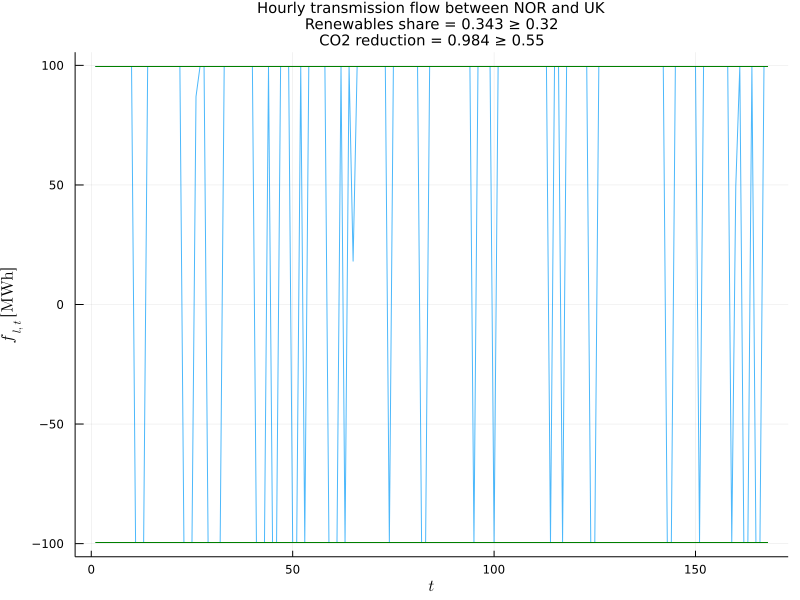 Hourly transmission flow between NOR and UK
Renewables share = 0.343 ≥ 0.32
CO2 reduction = 0.984 ≥ 0.55
100
50
0
−50
−100
f l,t [MWh]
0 50 100 150
t